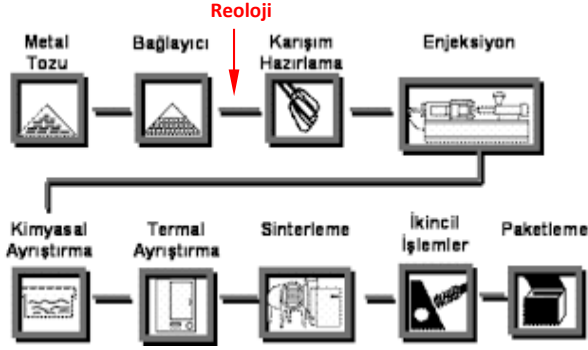 Reoloji
Metal
Tozu
Bağlayıcı
Karışım
Hazırlama
Enjeksiyon
Kimyasal
Ayrıştırma
Termal
Ayrıştırma
Sinterleme
İkincil
İşlemler
Paketleme